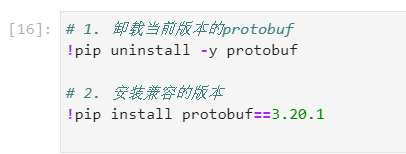 [16]:
# 1. 卸载当前版本的protobuf
!pip uninstall -y protobuf
# 2. 安装兼容的版本
!pip install protobuf==3.20.1